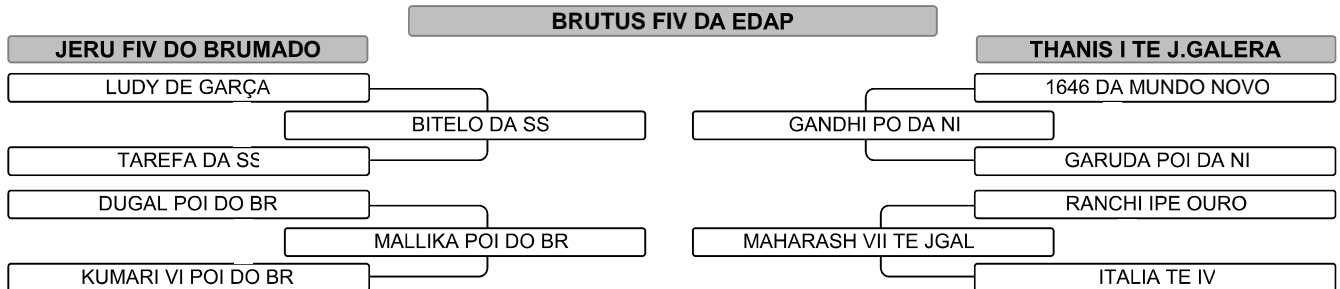 BRUTUS FIV DA EDAP
JERU FIV DO BRUMADO
THANIS I TE J.GALERA
LUDY DE GARÇA
1646 DA MUNDO NOVO
BITELO DA SS
GANDHI PO DA NI
TAREFA DA SS
GARUDA POI DA NI
DUGAL POI DO BR
RANCHI IPE OURO
MALLIKA POI DO BR
MAHARASH VII TE JGAL
KUMARI VI POI DO BR
ITALIA TE IV